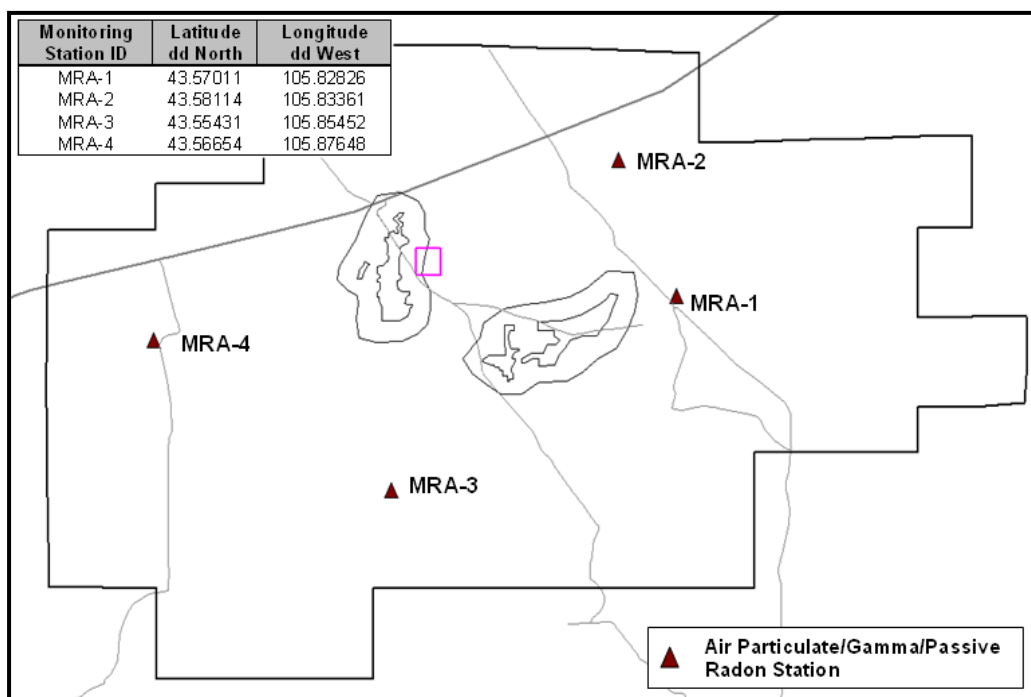 Monitoring Station ID Latitude dd North Longitude dd West
MRA-1 43.57011 105.82826
MRA-2 43.58114 105.83361
MRA-3 43.55431 105.85452
MRA-4 43.56654 105.87648
MRA-2
MRA-1
MRA-4
MRA-3
Air Particulate/Gamma/Passive
Radon Station